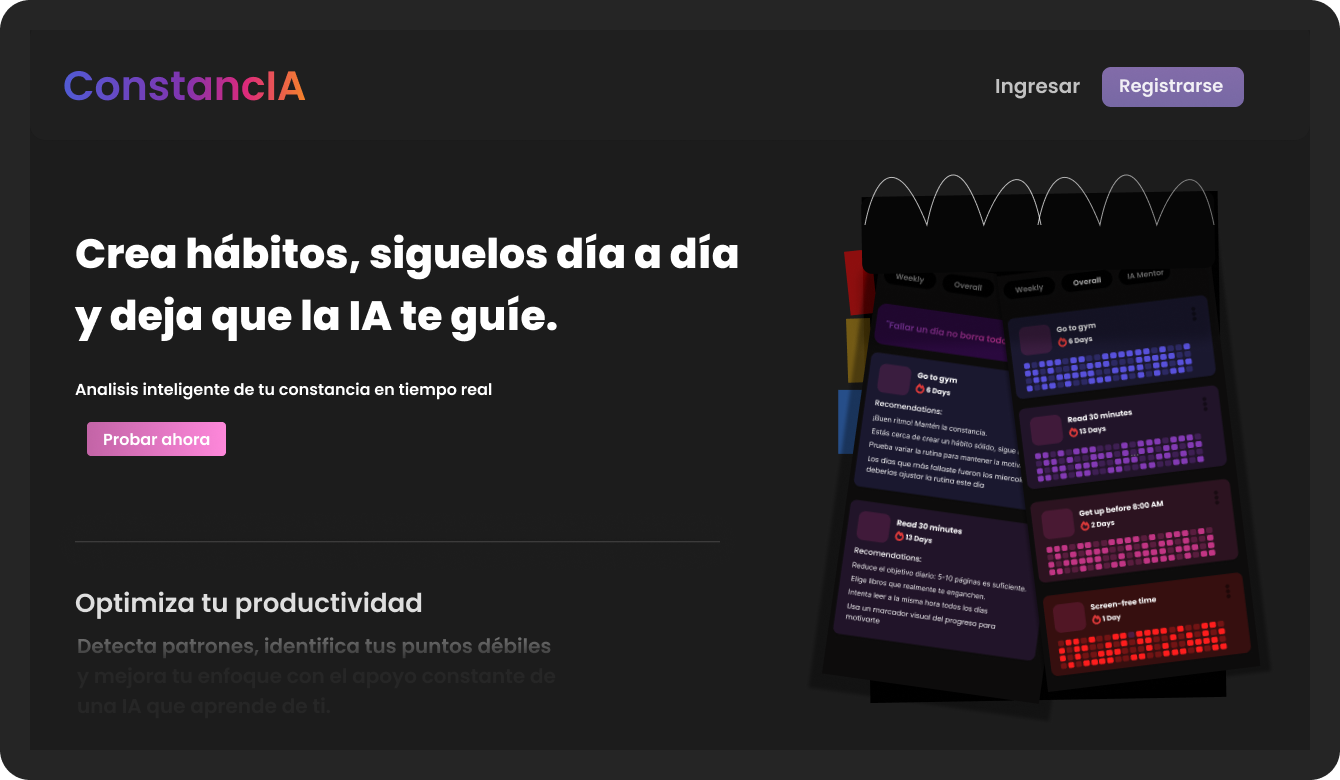 ConstancIA
Ingresar
Registrarse
Crea hábitos, siguelos día a día
y deja que la IA te guíe.
Analisis inteligente de tu constancia en tiempo real
Probar ahora
Optimiza tu productividad
Detecta patrones, identifica tus puntos débiles
y mejora tu enfoque con el apoyo constante de
una IA que aprende de ti.
Weekly
Overall
"Fallar un día no borra todo
Go to gym
6 Days
Recomendations:
¡Buen ritmo! Mantén la constancia.
Estás cerca de crear un hábito sólido, sigue
Prueba variar la rutina para mantener la motiv
Los días que más fallaste fueron los miercol
deberías ajustar la rutina este día
Read 30 minutes
13 Days
Recomendations:
Reduce el objetivo diario: 5-10 páginas es suficiente.
Elige libros que realmente te enganchen.
Intenta leer a la misma hora todos los días
Usa un marcador visual del progreso para
motivarte
Weekly
Overall
IA Mentor
Go to gym
6 Days
Read 30 minutes
13 Days
Get up before 8:00 AM
2 Days
Screen-free time
1 Day